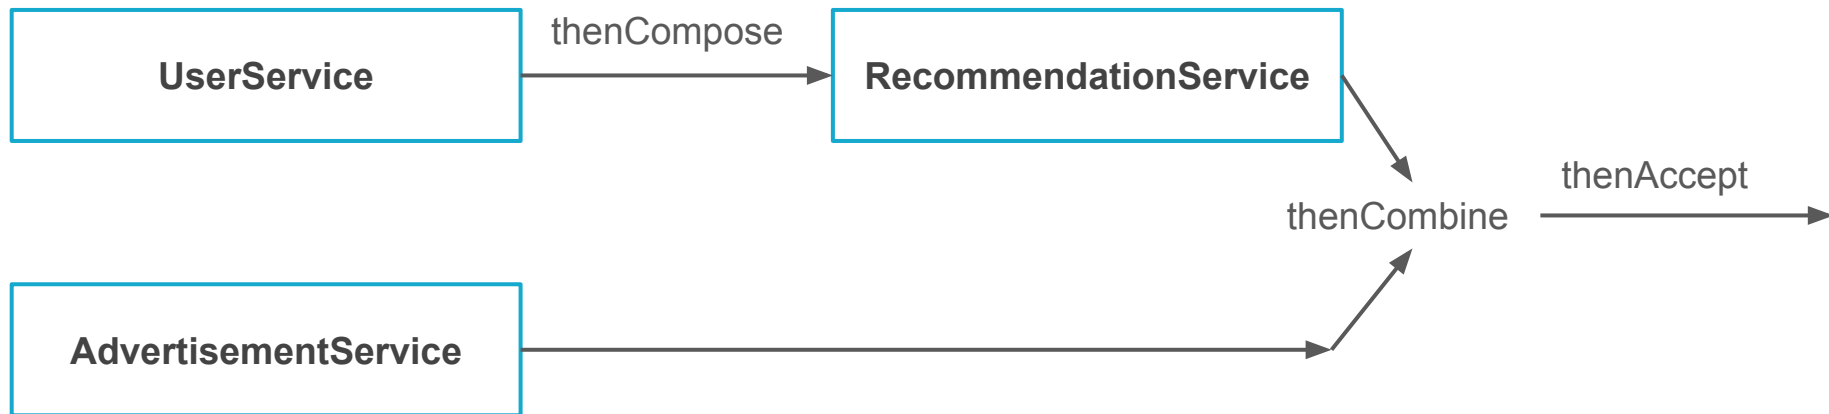 thenCompose
UserService
RecommendationService
thenAccept
thenCombine
AdvertisementService